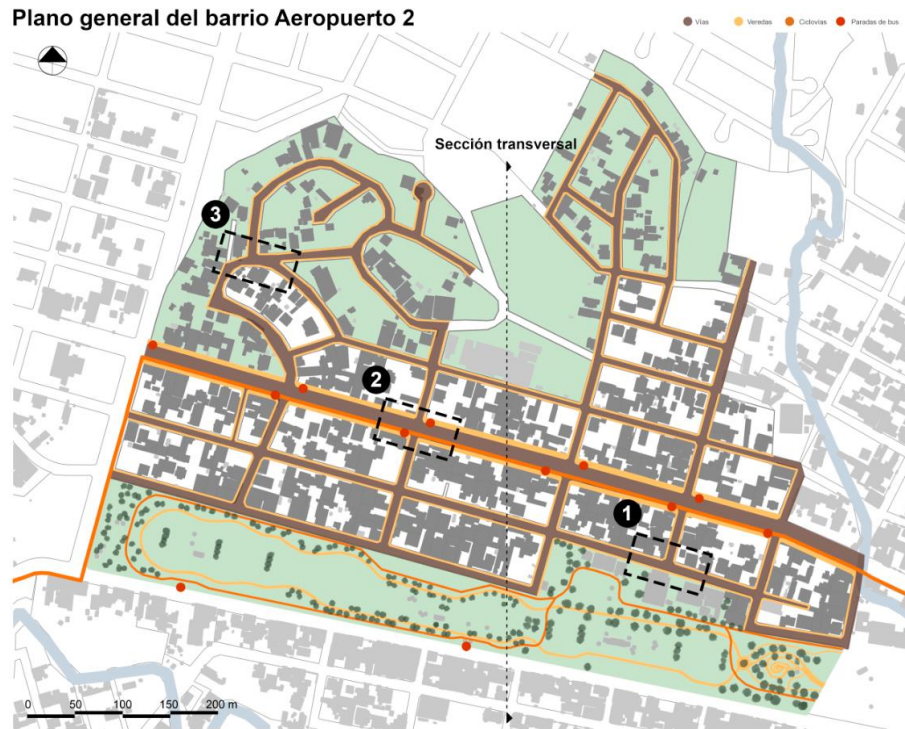 Plano general del barrio Aeropuerto 2
Vías Veredas Ciclovías Paradas de bus
Sección transversal
3
2
1
0 50 100 150 200 m